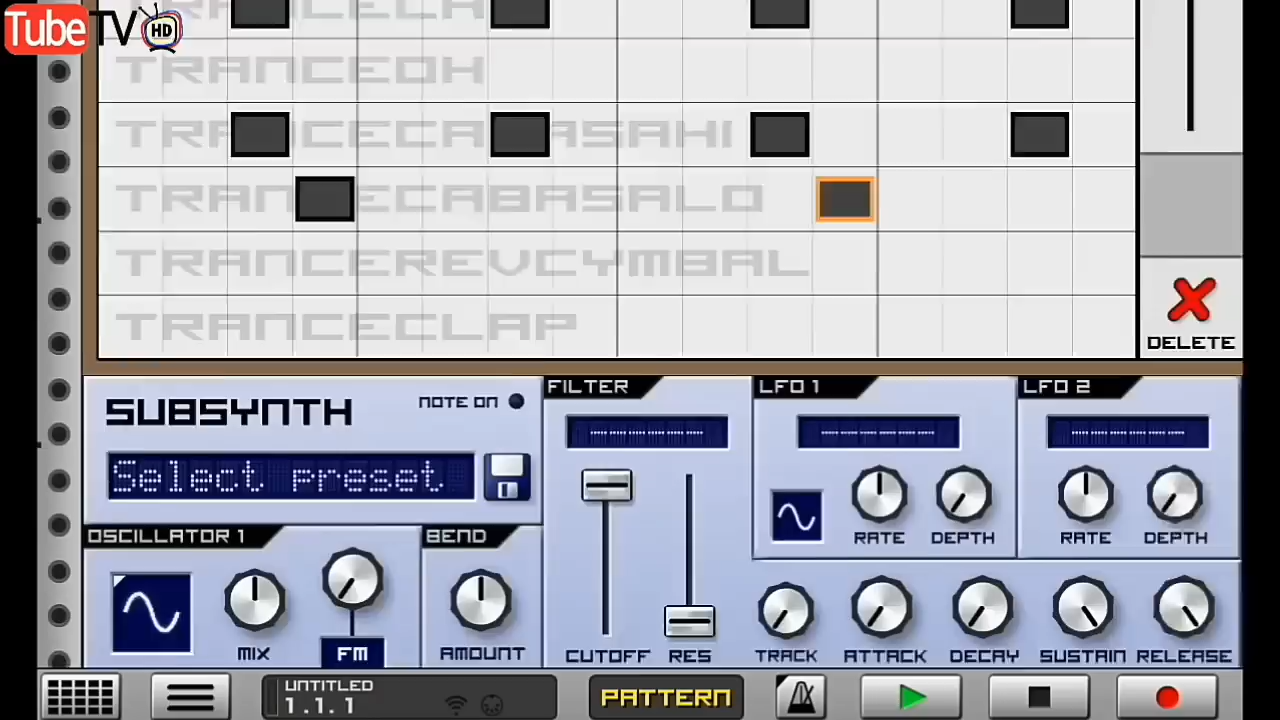 Tube TV HD
TRANCEOH
TRANCECABASAHI
TRANCECABASALO
TRANCEREVCYMBAL
TRANCECLAP
DELETE
SUBSYNTH
NOTE ON
Select preset
OSCILLATOR 1
MIX
FM
BEND
AMOUNT
FILTER
CUTOFF RES
LFO 1
RATE DEPTH
LFO 2
RATE DEPTH
TRACK ATTACK DECAY SUSTAIN RELEASE
UNTITLED
1.1.1
PATTERN